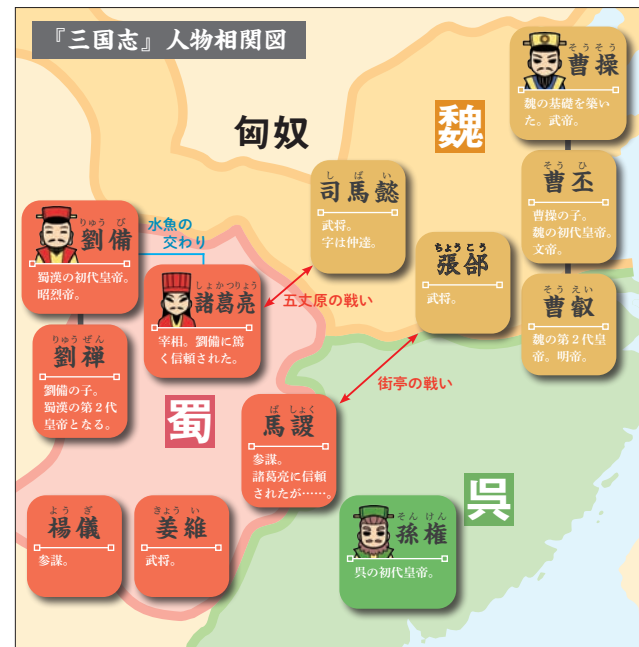 『三国志』人物相関図
匈奴
魏
そうそう
曹操
魏の基礎を築い
た。武帝。
そうひ
曹丕
曹操の子。
魏の初代皇帝。
文帝。
そうえい
曹叡
魏の第2代皇
帝。明帝。
しばい
司馬懿
武将。
字は仲達。
ちょうこう
張郃
武将。
りゅうび
劉備
蜀漢の初代皇帝。
昭烈帝。
水魚の
交わり
しょかつりょう
諸葛亮
宰相。劉備に篤
く信頼された。
五丈原の戦い
りゅうぜん
劉禅
劉備の子。
蜀漢の第2代
皇帝となる。
蜀
街亭の戦い
ばしょく
馬謖
参謀。
諸葛亮に信頼
されたが……。
ようぎ
楊儀
参謀。
きょうい
姜維
武将。
呉
そんけん
孫権
呉の初代皇帝。